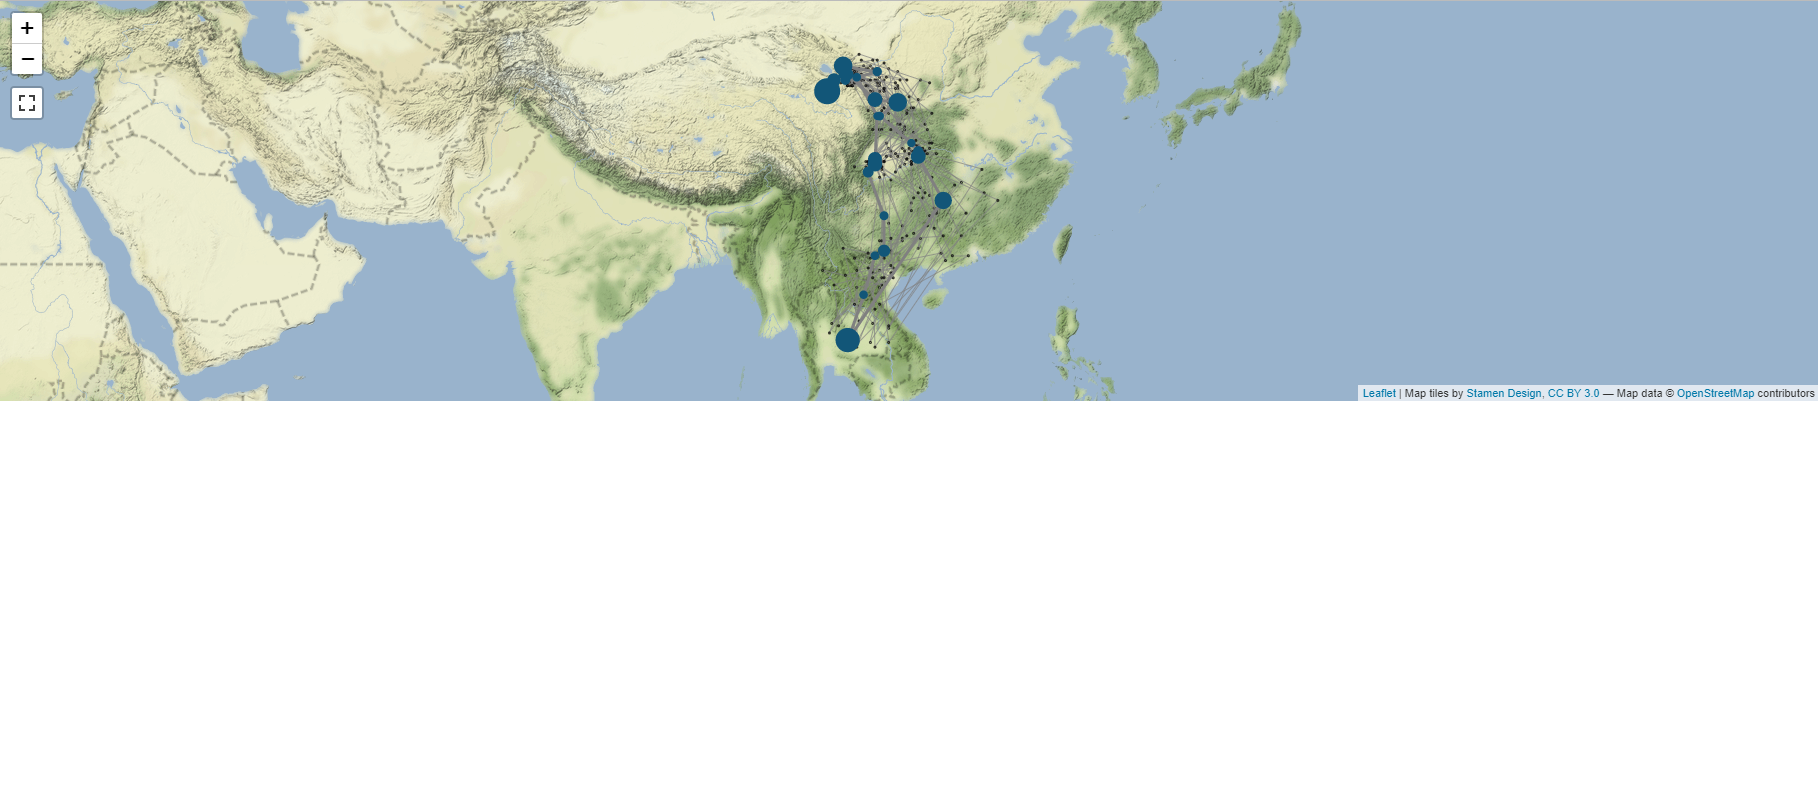 +
−
Leaflet | Map tiles by Stamen Design, CC BY 3.0 — Map data © OpenStreetMap contributors